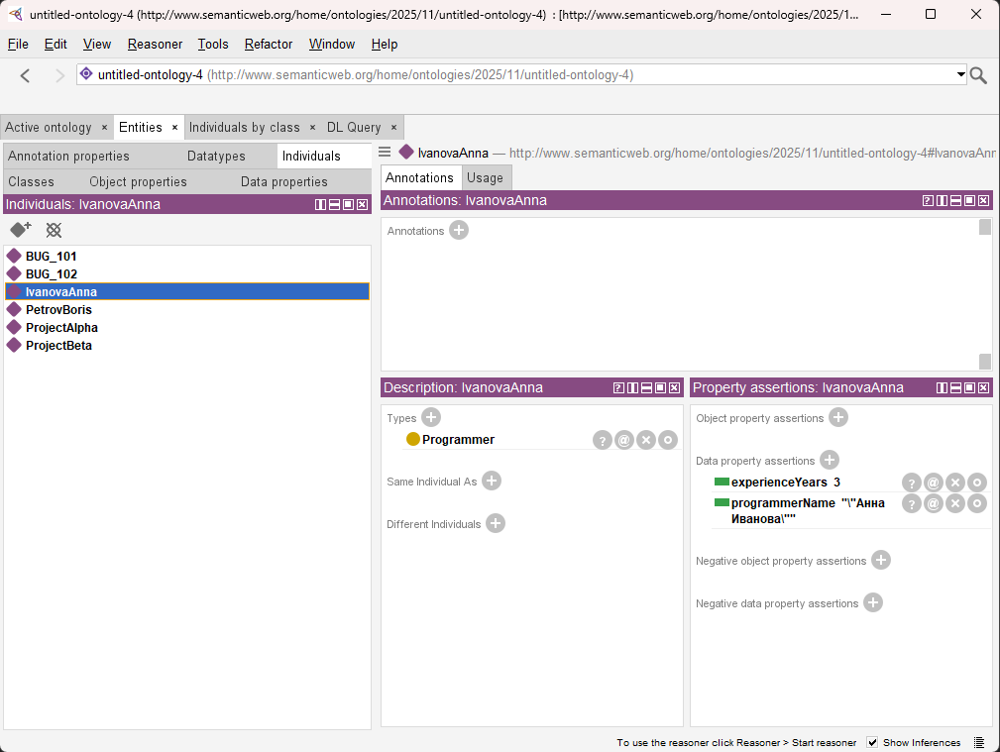 untitled-ontology-4 (http://www.semanticweb.org/home/ontologies/2025/11/untitled-ontology-4)  : [http://www.semanticweb.org/home/ontologies/2025/1...
File Edit View Reasoner Tools Refactor Window Help
untitled-ontology-4 (http://www.semanticweb.org/home/ontologies/2025/11/untitled-ontology-4)
Active ontology × Entities × Individuals by class × DL Query ×
Annotation properties Datatypes Individuals
Classes Object properties Data properties
Individuals: IvanovaAnna
BUG_101
BUG_102
IvanovaAnna
PetrovBoris
ProjectAlpha
ProjectBeta
IvanovaAnna — http://www.semanticweb.org/home/ontologies/2025/11/untitled-ontology-4#IvanovaAnn
Annotations Usage
Annotations: IvanovaAnna
Annotations
Description: IvanovaAnna
Types
Programmer
Same Individual As
Different Individuals
Property assertions: IvanovaAnna
Object property assertions
Data property assertions
experienceYears 3
programmerName "\"Анна
Иванова\""
Negative object property assertions
Negative data property assertions
To use the reasoner click Reasoner > Start reasoner Show Inferences